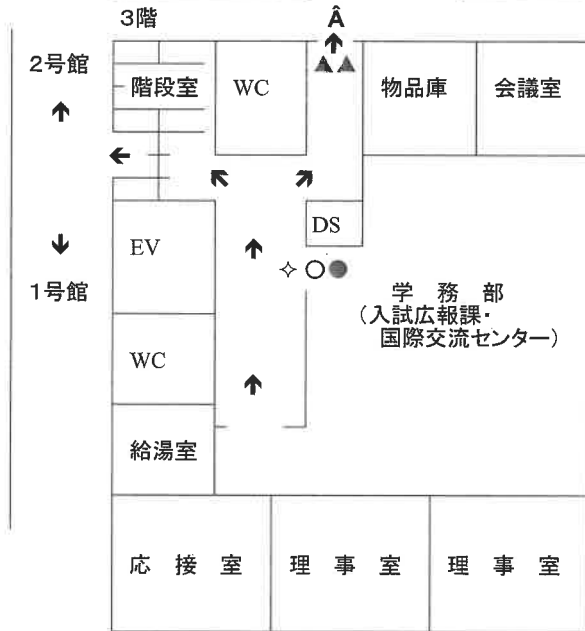 3階
Â
2号館
階段室
WC
物品庫
会議室
DS
EV
1号館
学務部
(入試広報課・
国際交流センター)
WC
給湯室
応接室
理事室
理事室